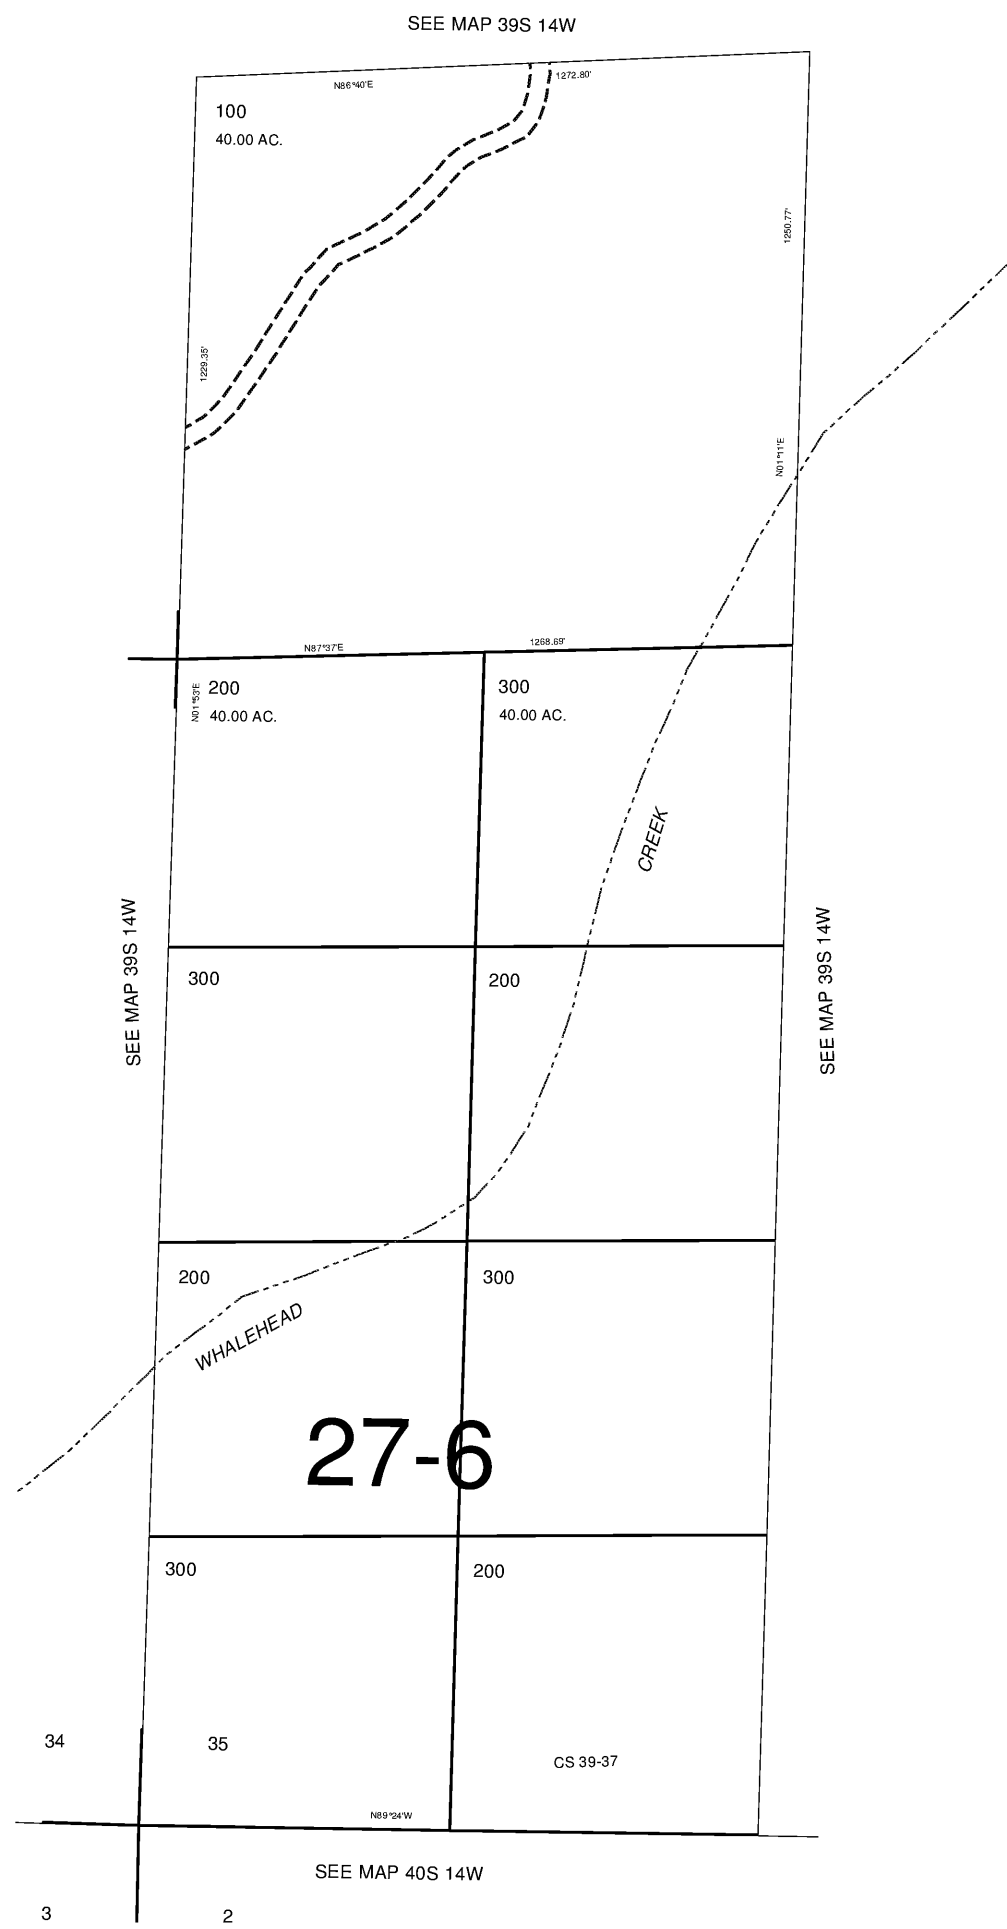 SEE MAP 39S 14W
N86°40'E
1272.80'
100
40.00 AC.
1250.77'
1229.35'
N01°11'E
N87°37'E
1268.69'
N01°53'E
200
40.00 AC.
300
40.00 AC.
CREEK
SEE MAP 39S 14W
SEE MAP 39S 14W
300
200
200
300
WHALEHEAD
27-6
300
200
34
35
CS 39-37
N89°24'W
SEE MAP 40S 14W
3
2